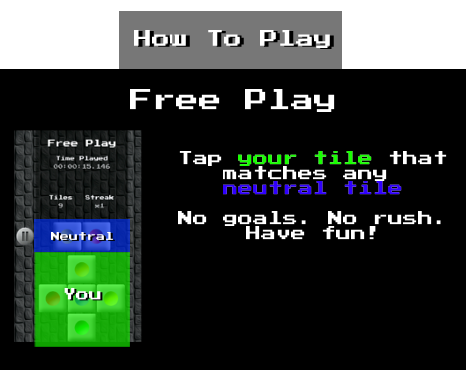 How To Play
Free Play
Free Play
Time Played
00:00:15.146
Tiles Streak
9 x1
Neutral
You
Tap your tile that
matches any
neutral tile
No goals. No rush.
Have fun!